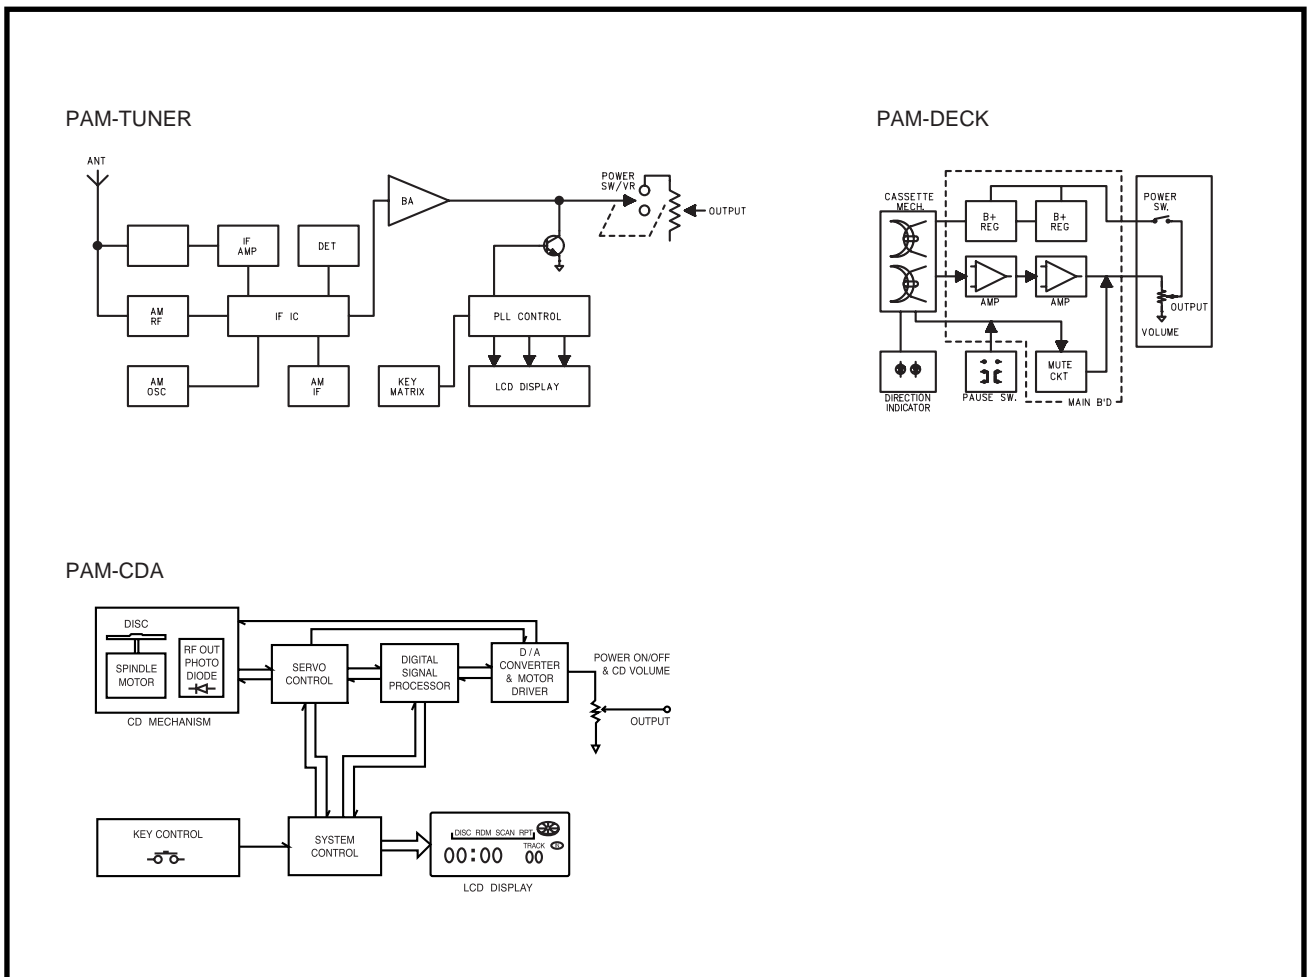 PAM-TUNER
ANT
IF
AMP
DET
AM
RF
IF IC
AM
OSC
AM
IF
BA
POWER
SW/VR
OUTPUT
PLL CONTROL
KEY
MATRIX
LCD DISPLAY
PAM-DECK
CASSETTE
MECH.
B+
REG
B+
REG
POWER
SW.
AMP
AMP
OUTPUT
VOLUME
MUTE
CKT
DIRECTION
INDICATOR
PAUSE SW.
MAIN B'D
PAM-CDA
DISC
SPINDLE
MOTOR
RF OUT
PHOTO
DIODE
CD MECHANISM
SERVO
CONTROL
DIGITAL
SIGNAL
PROCESSOR
D / A
CONVERTER
& MOTOR
DRIVER
POWER ON/OFF
& CD VOLUME
OUTPUT
KEY CONTROL
SYSTEM
CONTROL
DISC RDM SCAN RPT
TRACK
00:00
00
LCD DISPLAY